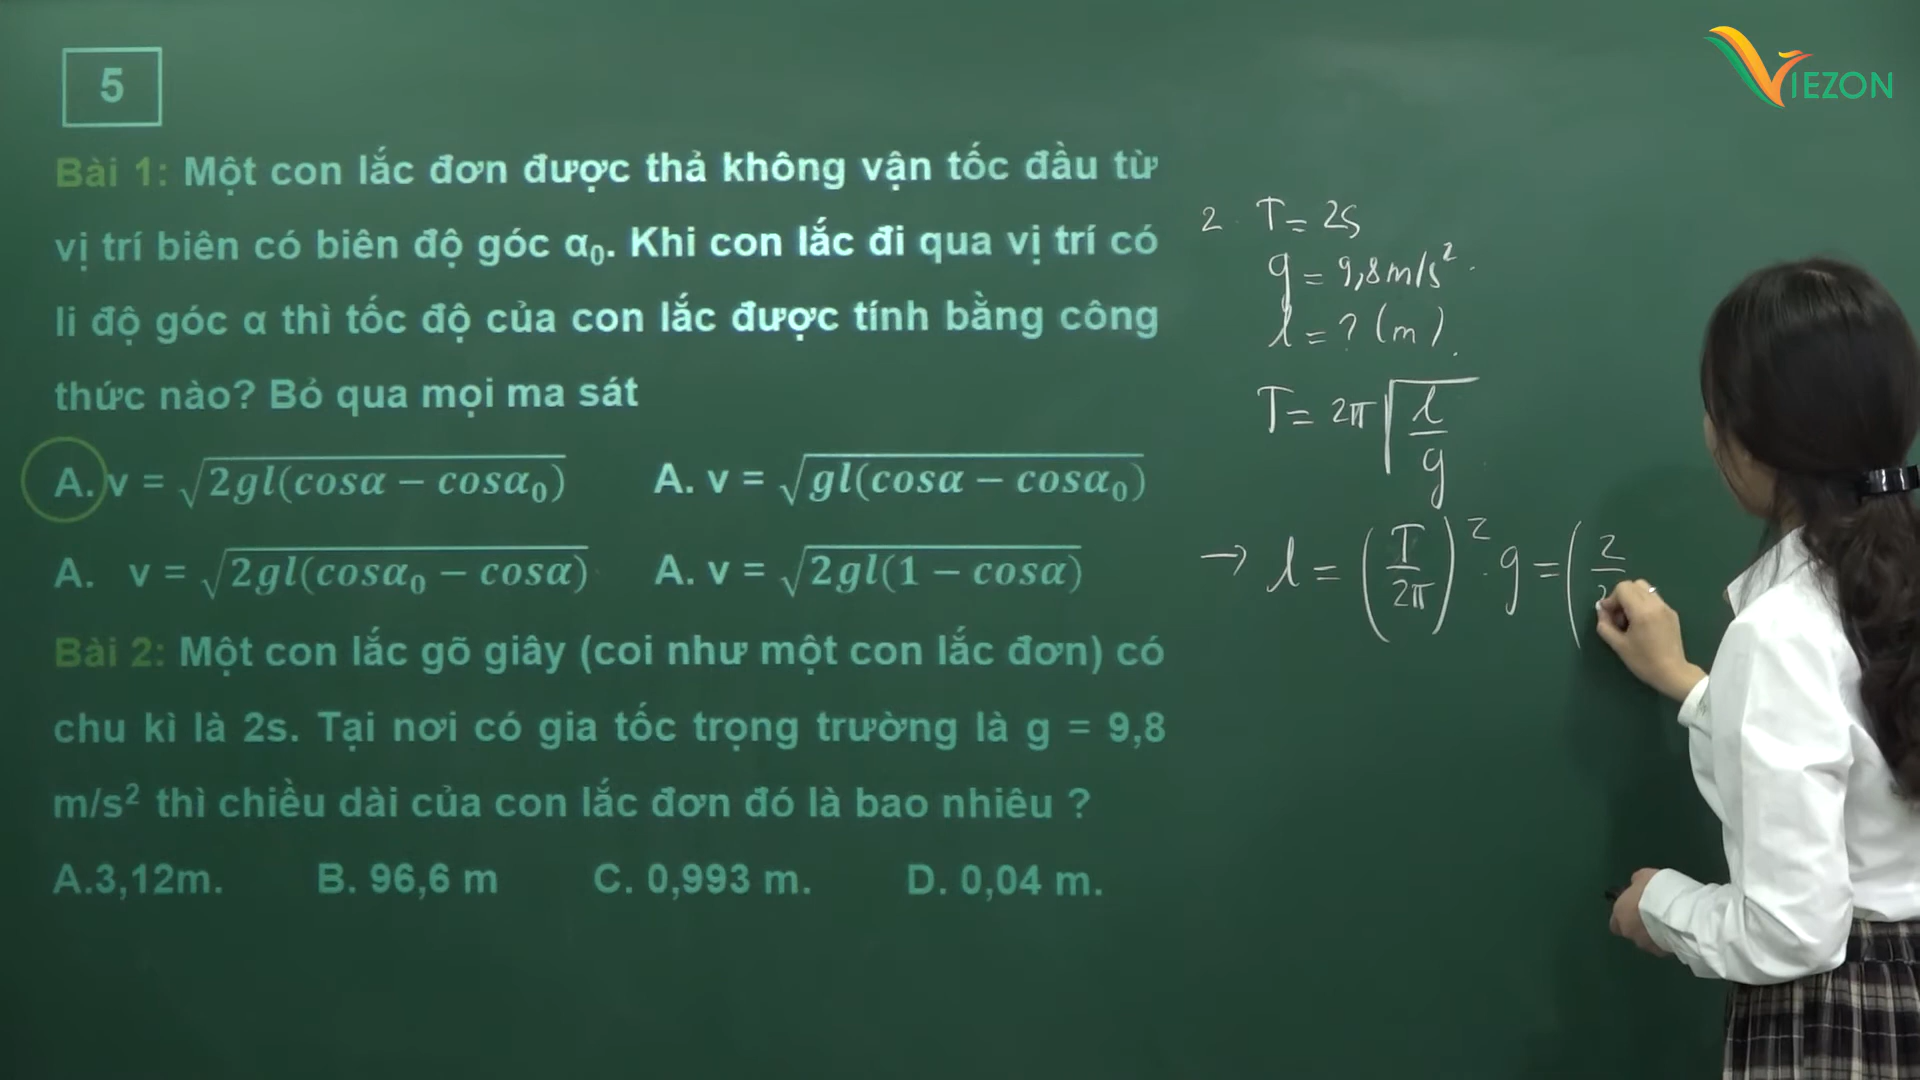 5
VIEZON
Bài 1: Một con lắc đơn được thả không vận tốc đầu từ
vị trí biên có biên độ góc α₀. Khi con lắc đi qua vị trí có
li độ góc α thì tốc độ của con lắc được tính bằng công
thức nào? Bỏ qua mọi ma sát
A. v = √(2gl(cosα − cosα₀)) A. v = √(gl(cosα − cosα₀))
A. v = √(2gl(cosα₀ − cosα)) A. v = √(2gl(1 − cosα))
Bài 2: Một con lắc gõ giây (coi như một con lắc đơn) có
chu kì là 2s. Tại nơi có gia tốc trọng trường là g = 9,8
m/s² thì chiều dài của con lắc đơn đó là bao nhiêu ?
A.3,12m. B. 96,6 m C. 0,993 m. D. 0,04 m.
2. T = 2s
g = 9,8m/s².
l = ? (m).
T = 2π√(l/g)
→ l = (T/2π)².g = (2/